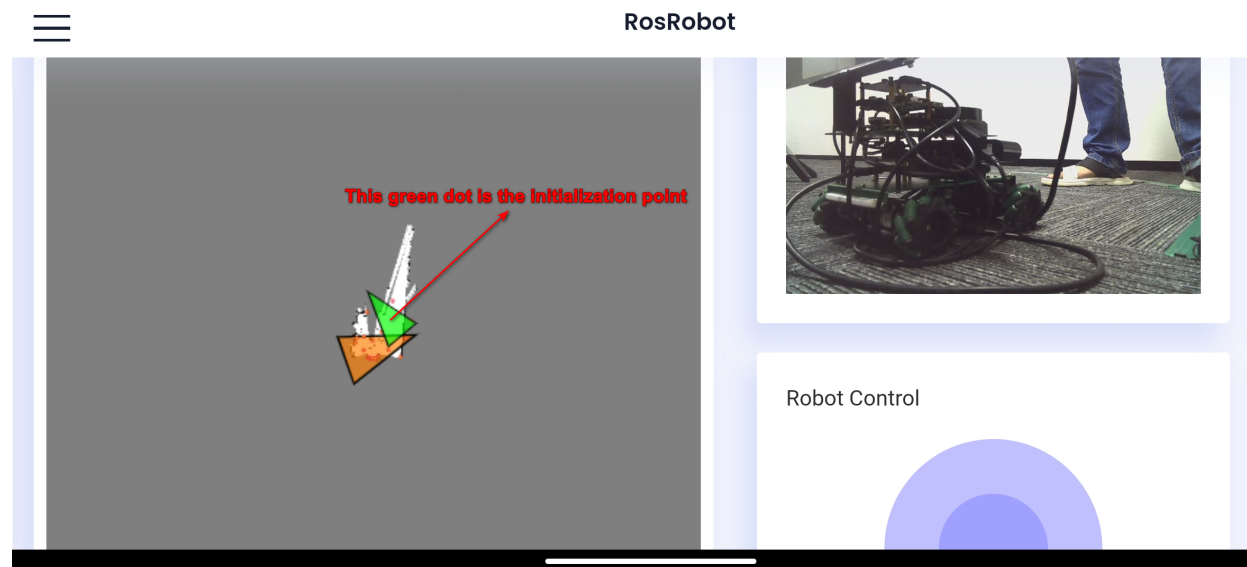 RosRobot
This green dot is the initialization point
Robot Control